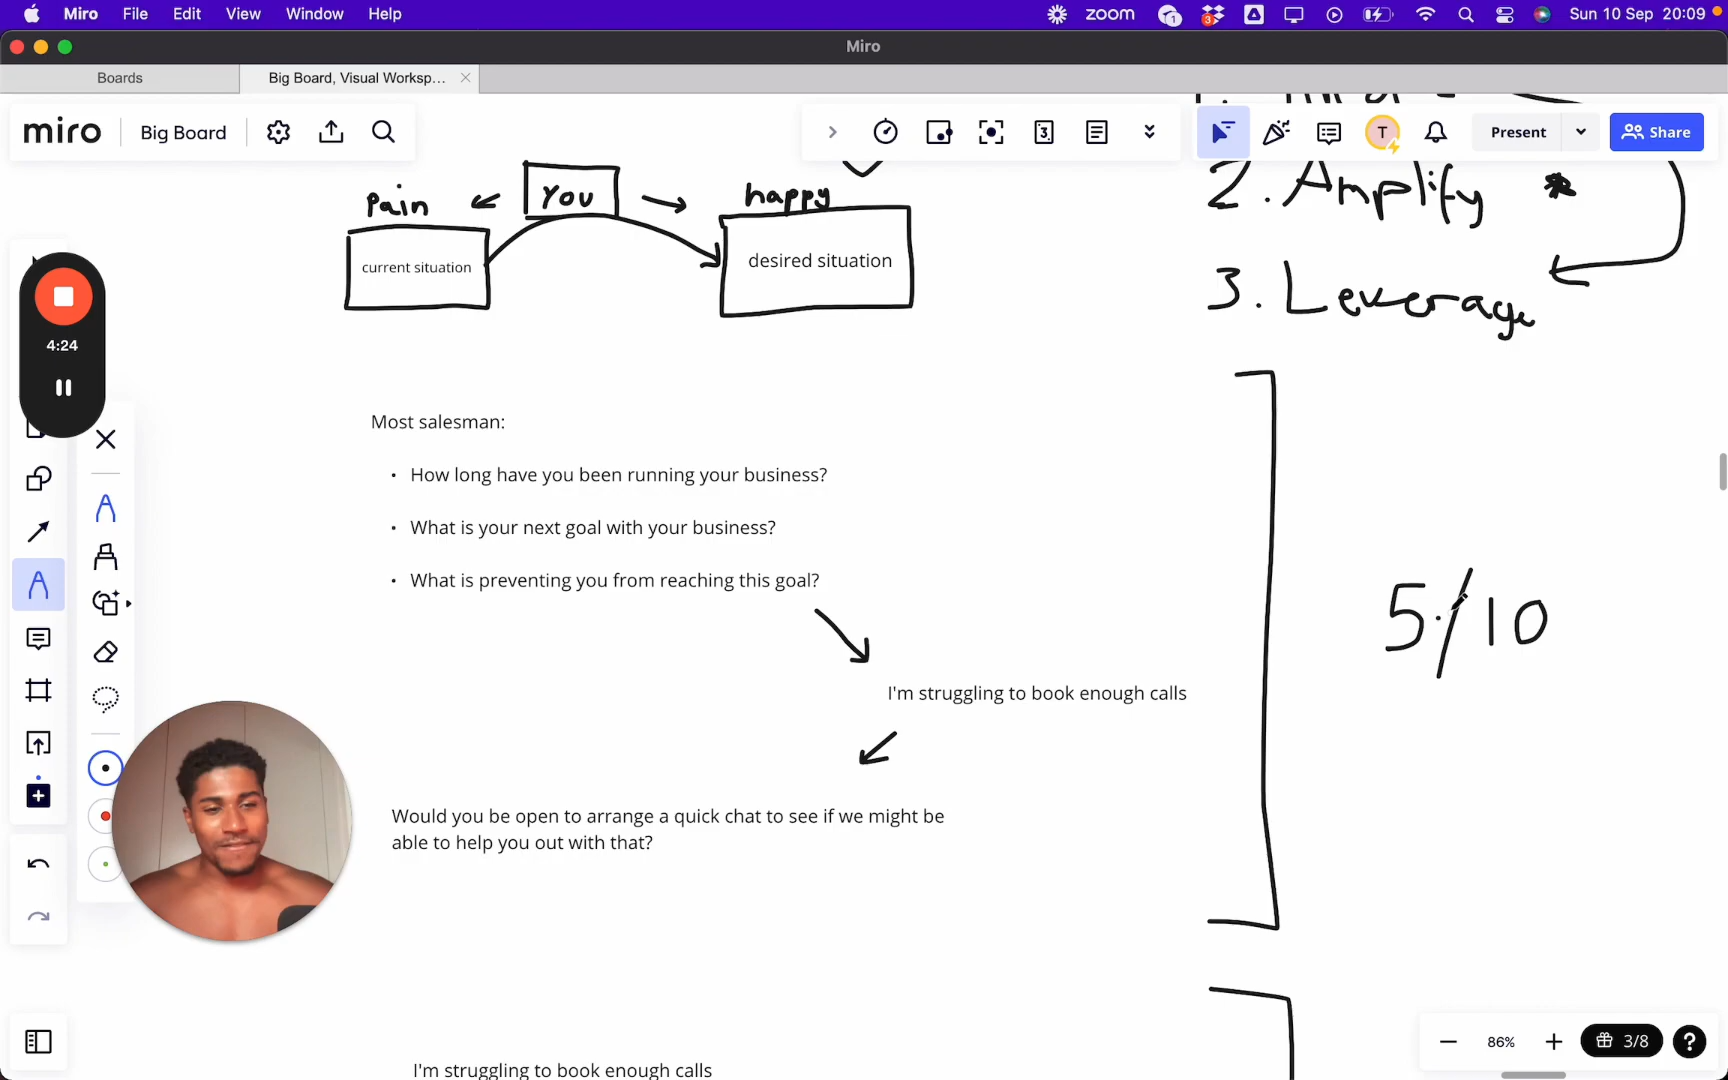 Miro File Edit View Window Help
zoom 1 3 Sun 10 Sep 20:09
Miro
Boards
Big Board, Visual Worksp...
miro Big Board
3
T
Present
Share
pain
You
happy
current situation
desired situation
2. Amplify *
3. Leverage
4:24
Most salesman:
• How long have you been running your business?
• What is your next goal with your business?
• What is preventing you from reaching this goal?
I'm struggling to book enough calls
5/10
Would you be open to arrange a quick chat to see if we might be
able to help you out with that?
I'm struggling to book enough calls
86%
3/8
?